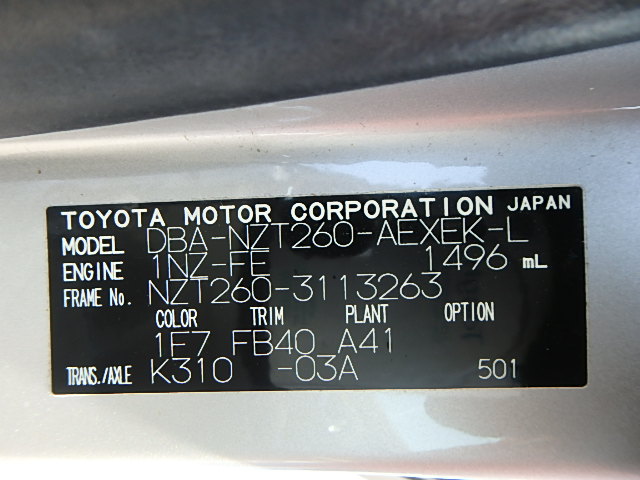 TOYOTA MOTOR CORPORATION JAPAN
MODEL DBA-NZT260-AEXEK-L
ENGINE 1NZ-FE 1496 mL
FRAME No. NZT260-3113263
COLOR TRIM PLANT OPTION
1F7 FB40 A41
TRANS./AXLE K310 -03A 501